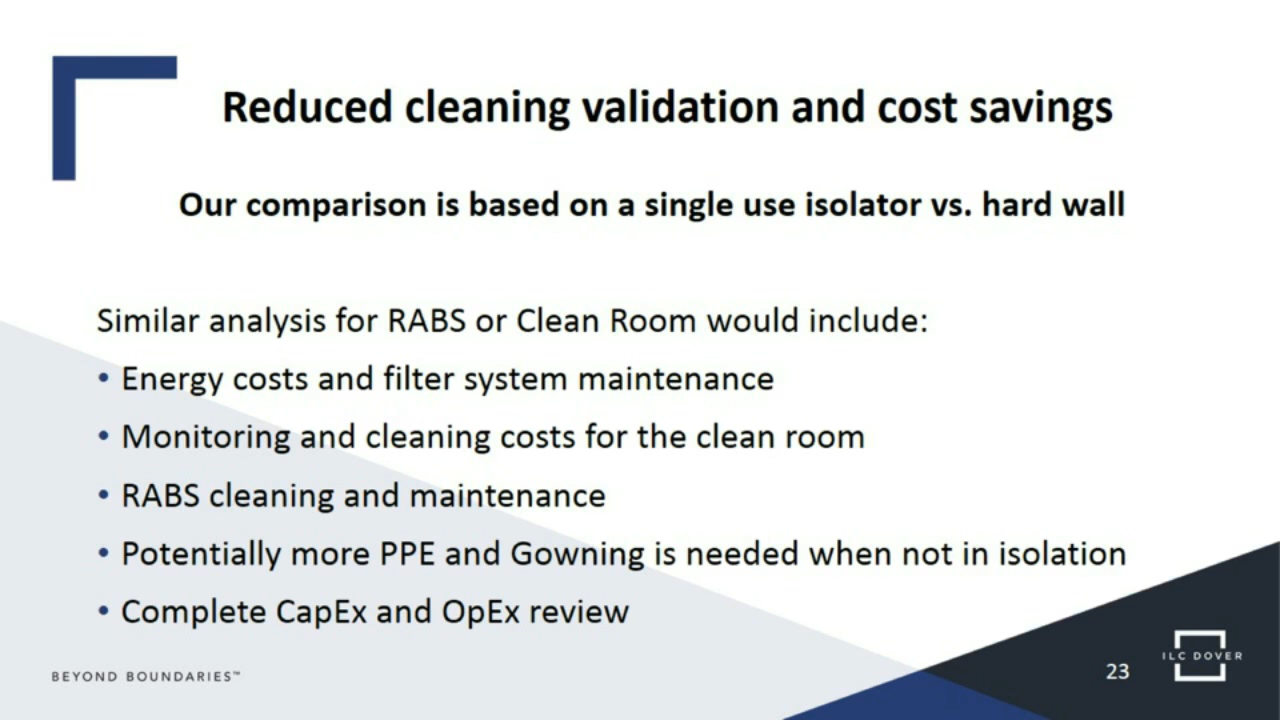 Reduced cleaning validation and cost savings
Our comparison is based on a single use isolator vs. hard wall
Similar analysis for RABS or Clean Room would include:
• Energy costs and filter system maintenance
• Monitoring and cleaning costs for the clean room
• RABS cleaning and maintenance
• Potentially more PPE and Gowning is needed when not in isolation
• Complete CapEx and OpEx review
BEYOND BOUNDARIES™
23
ILC DOVER